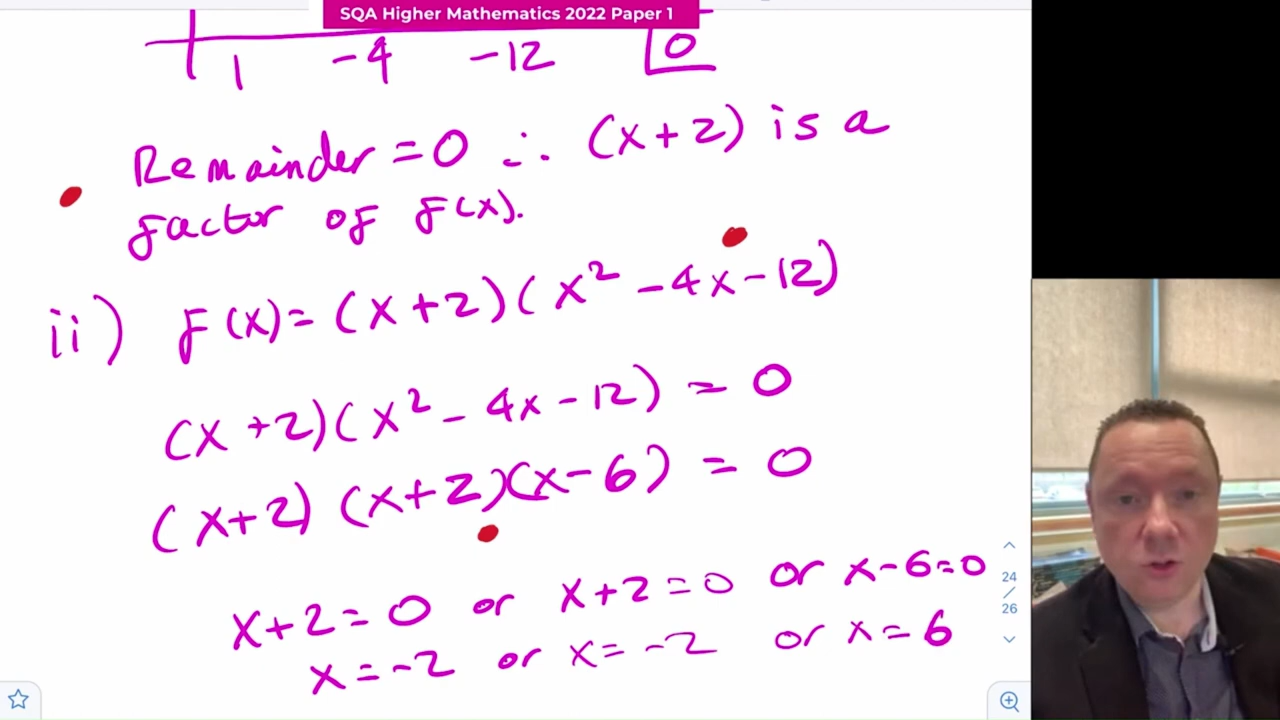 SQA Higher Mathematics 2022 Paper 1
1 -4 -12 0
Remainder = 0 ∴ (x+2) is a
factor of f(x).
ii) f(x) = (x+2)(x² -4x-12)
(x+2)(x² - 4x - 12) = 0
(x+2) (x+2)(x-6) = 0
x+2=0 or x+2=0 or x-6=0
x=-2 or x=-2 or x=6
24
/
26